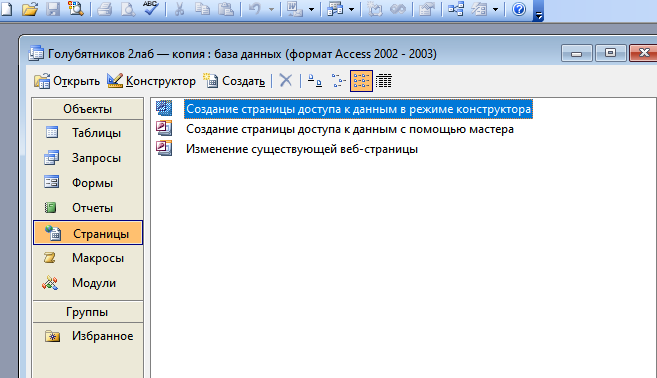 ABC
Голубятников 2лаб — копия : база данных (формат Access 2002 - 2003)
Открыть Конструктор Создать
Объекты
Таблицы
Запросы
Формы
Отчеты
Страницы
Макросы
Модули
Группы
Избранное
Создание страницы доступа к данным в режиме конструктора
Создание страницы доступа к данным с помощью мастера
Изменение существующей веб-страницы